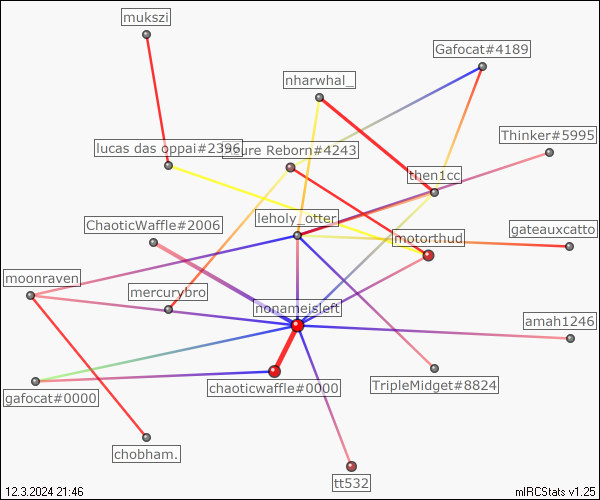 mukszi
Gafocat#4189
nharwhal_
Thinker#5995
lucas das oppai#2396
sure Reborn#4243
then1cc
leholy_otter
ChaoticWaffle#2006
gateauxcatto
motorthud
moonraven
mercurybro
nonameisleft
amah1246
chaoticwaffle#0000
TripleMidget#8824
gafocat#0000
chobham.
tt532
12.3.2024 21:46
mIRCStats v1.25